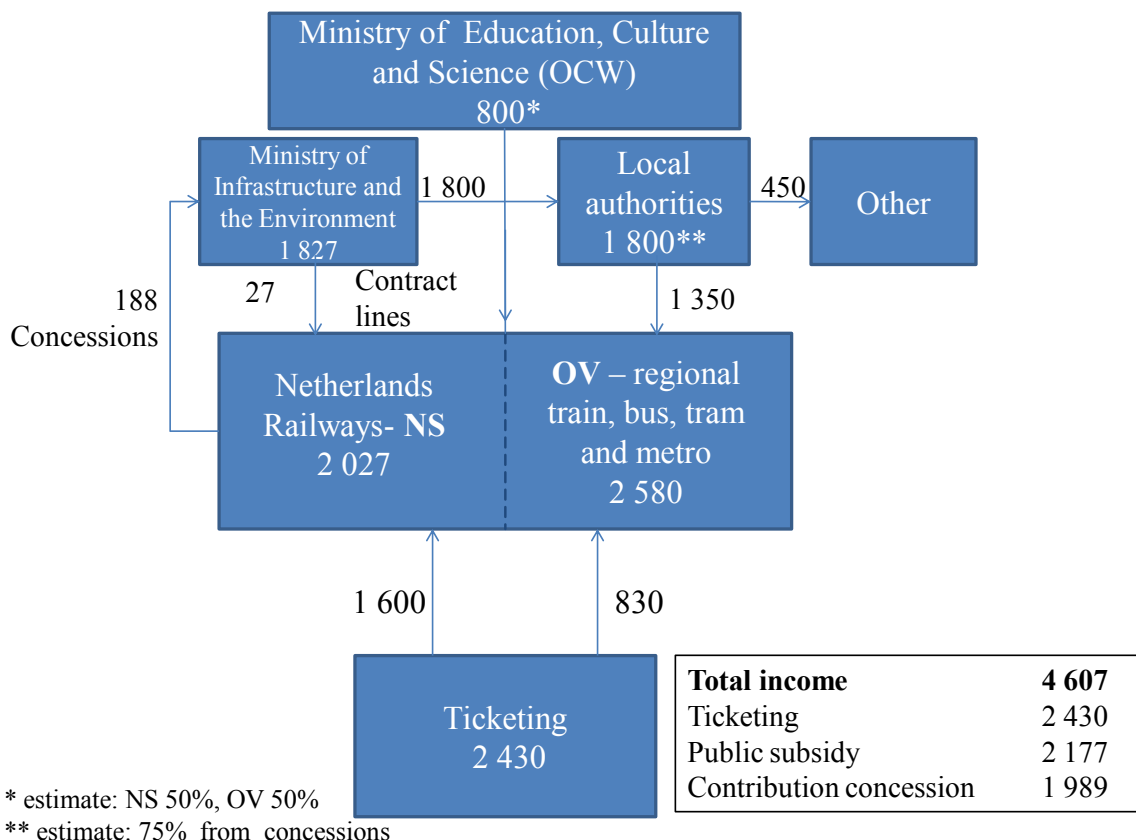 Ministry of Education, Culture
and Science (OCW)
800*
Ministry of
Infrastructure and
the Environment
1 827
1 800
Local
authorities
1 800**
450
Other
188
Concessions
27
Contract
lines
1 350
Netherlands
Railways- NS
2 027
OV – regional
train, bus, tram
and metro
2 580
1 600
830
Ticketing
2 430
Total income 4 607
Ticketing 2 430
Public subsidy 2 177
Contribution concession 1 989
* estimate: NS 50%, OV 50%
** estimate: 75% from concessions